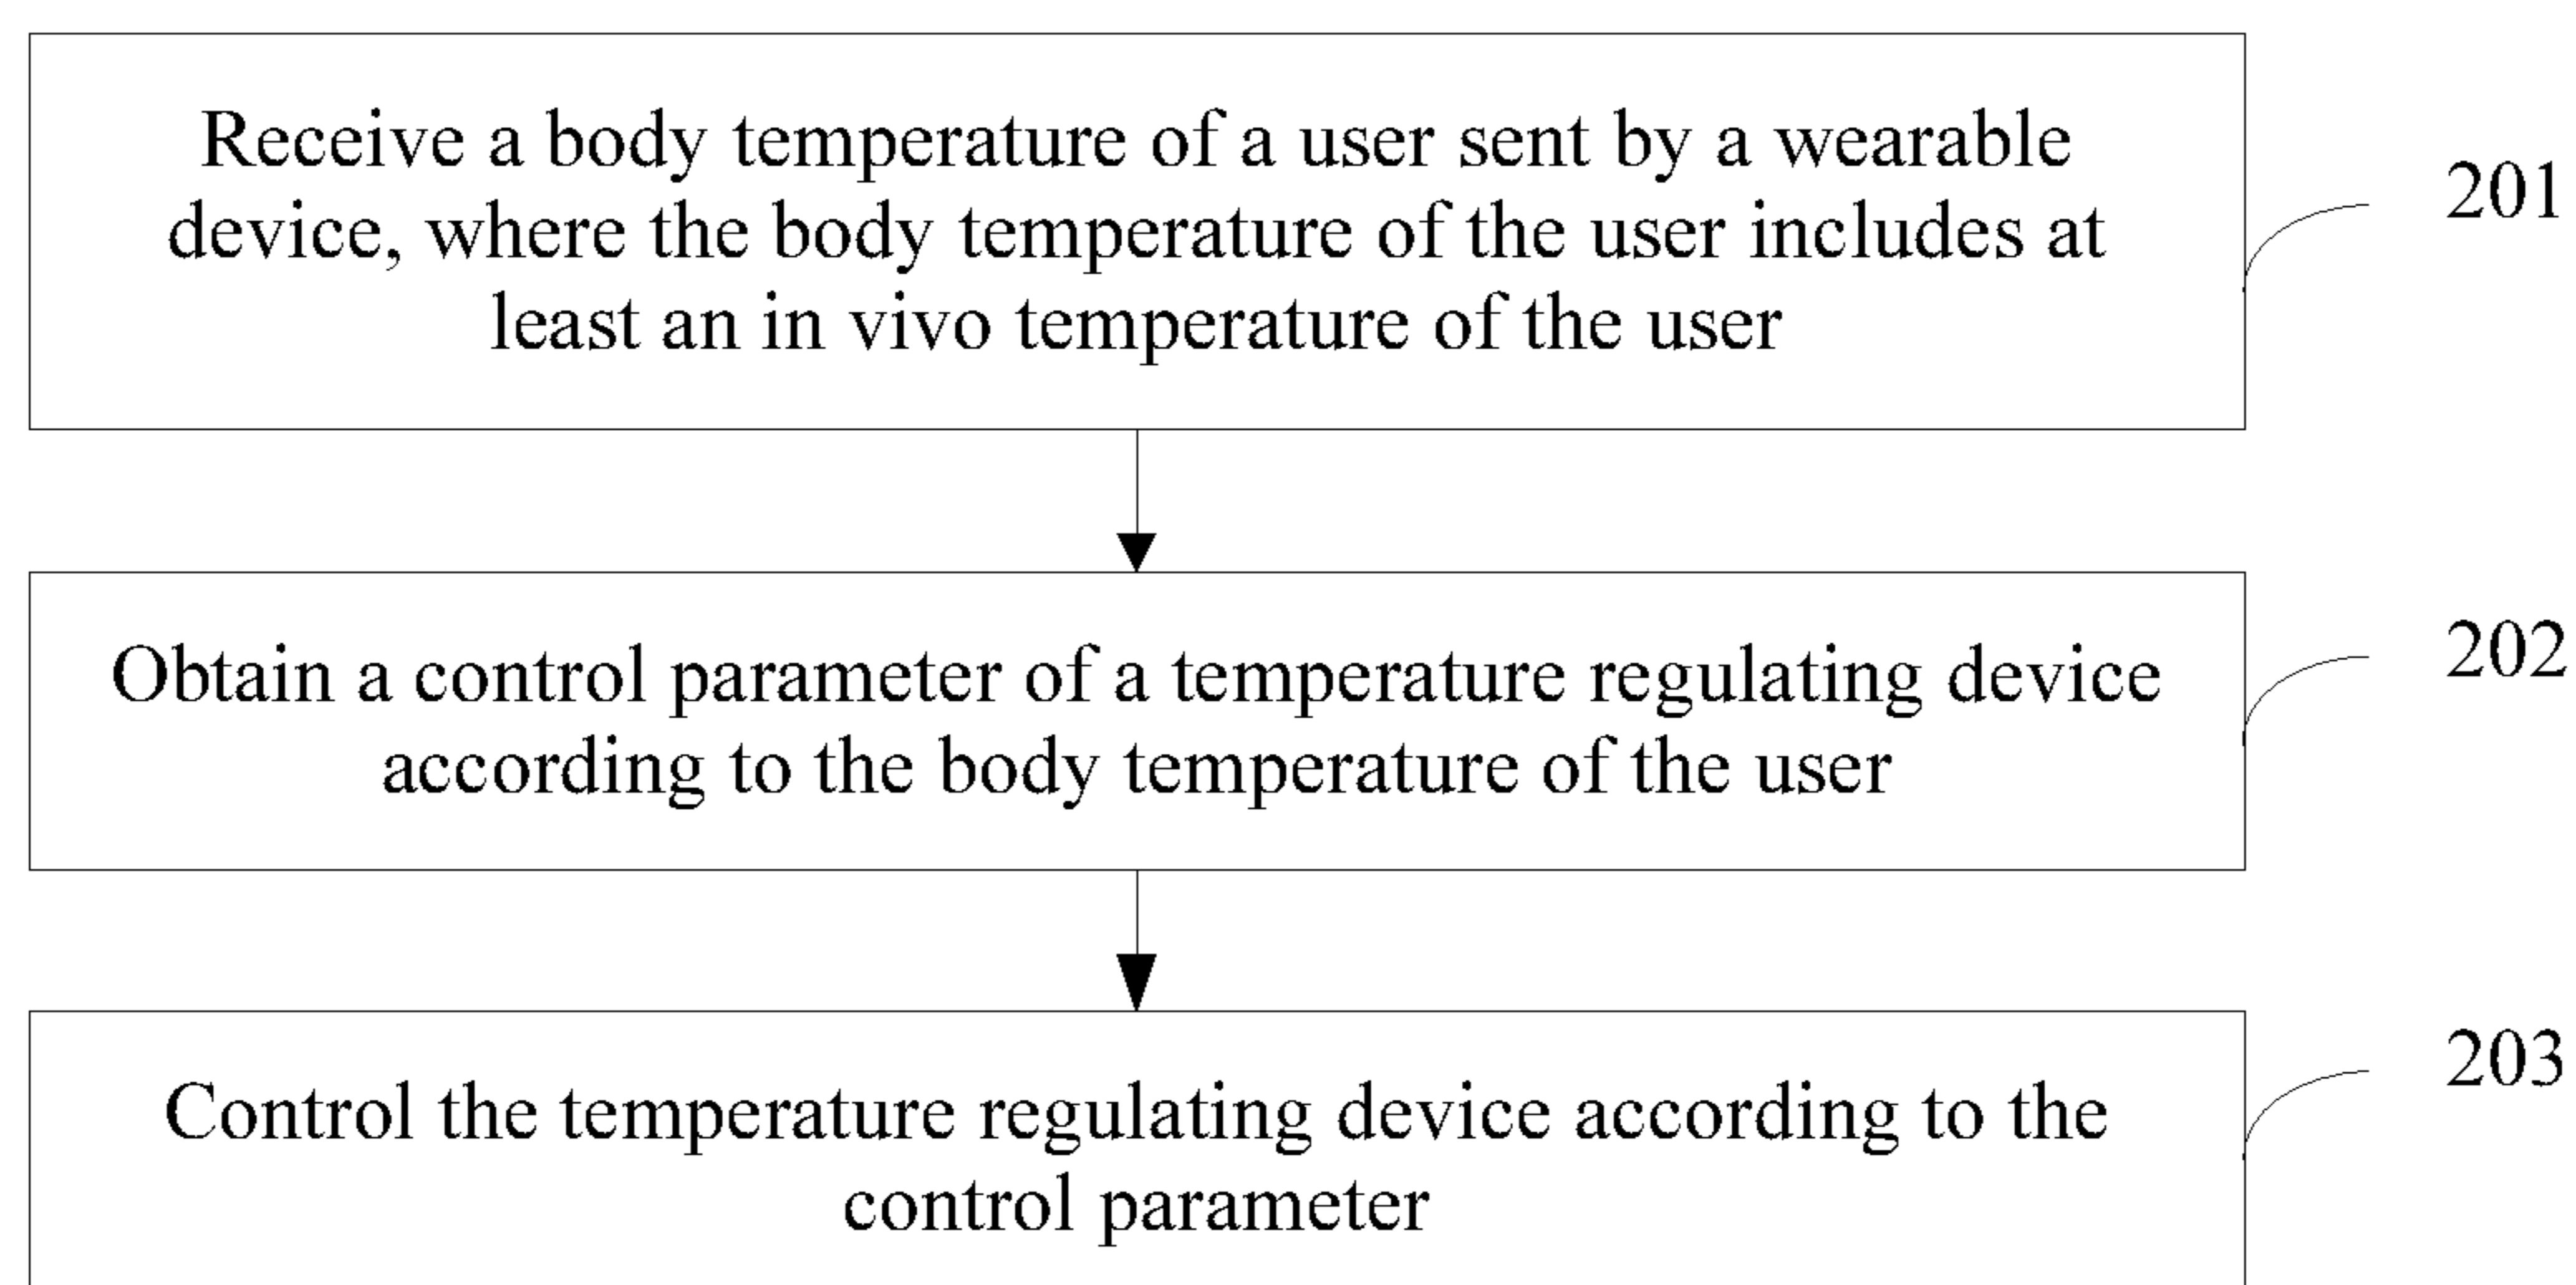 Receive a body temperature of a user sent by a wearable
device, where the body temperature of the user includes at
least an in vivo temperature of the user
201
Obtain a control parameter of a temperature regulating device
according to the body temperature of the user
202
Control the temperature regulating device according to the
control parameter
203